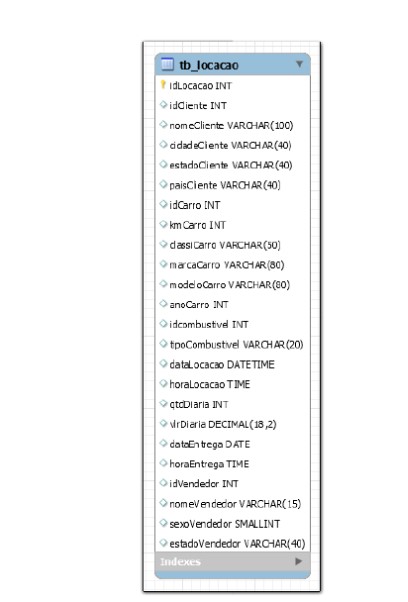 tb_locacao
idLocacao INT
idCliente INT
nomeCliente VARCHAR(100)
cidadeCliente VARCHAR(40)
estadoCliente VARCHAR(40)
paisCliente VARCHAR(40)
idCarro INT
kmCarro INT
classiCarro VARCHAR(50)
marcaCarro VARCHAR(80)
modeloCarro VARCHAR(80)
anoCarro INT
idcombustivel INT
tipoCombustivel VARCHAR(20)
dataLocacao DATETIME
horaLocacao TIME
qtdDiaria INT
vlrDiaria DECIMAL(18,2)
dataEntrega DATE
horaEntrega TIME
idVendedor INT
nomeVendedor VARCHAR(15)
sexoVendedor SMALLINT
estadoVendedor VARCHAR(40)
Indexes